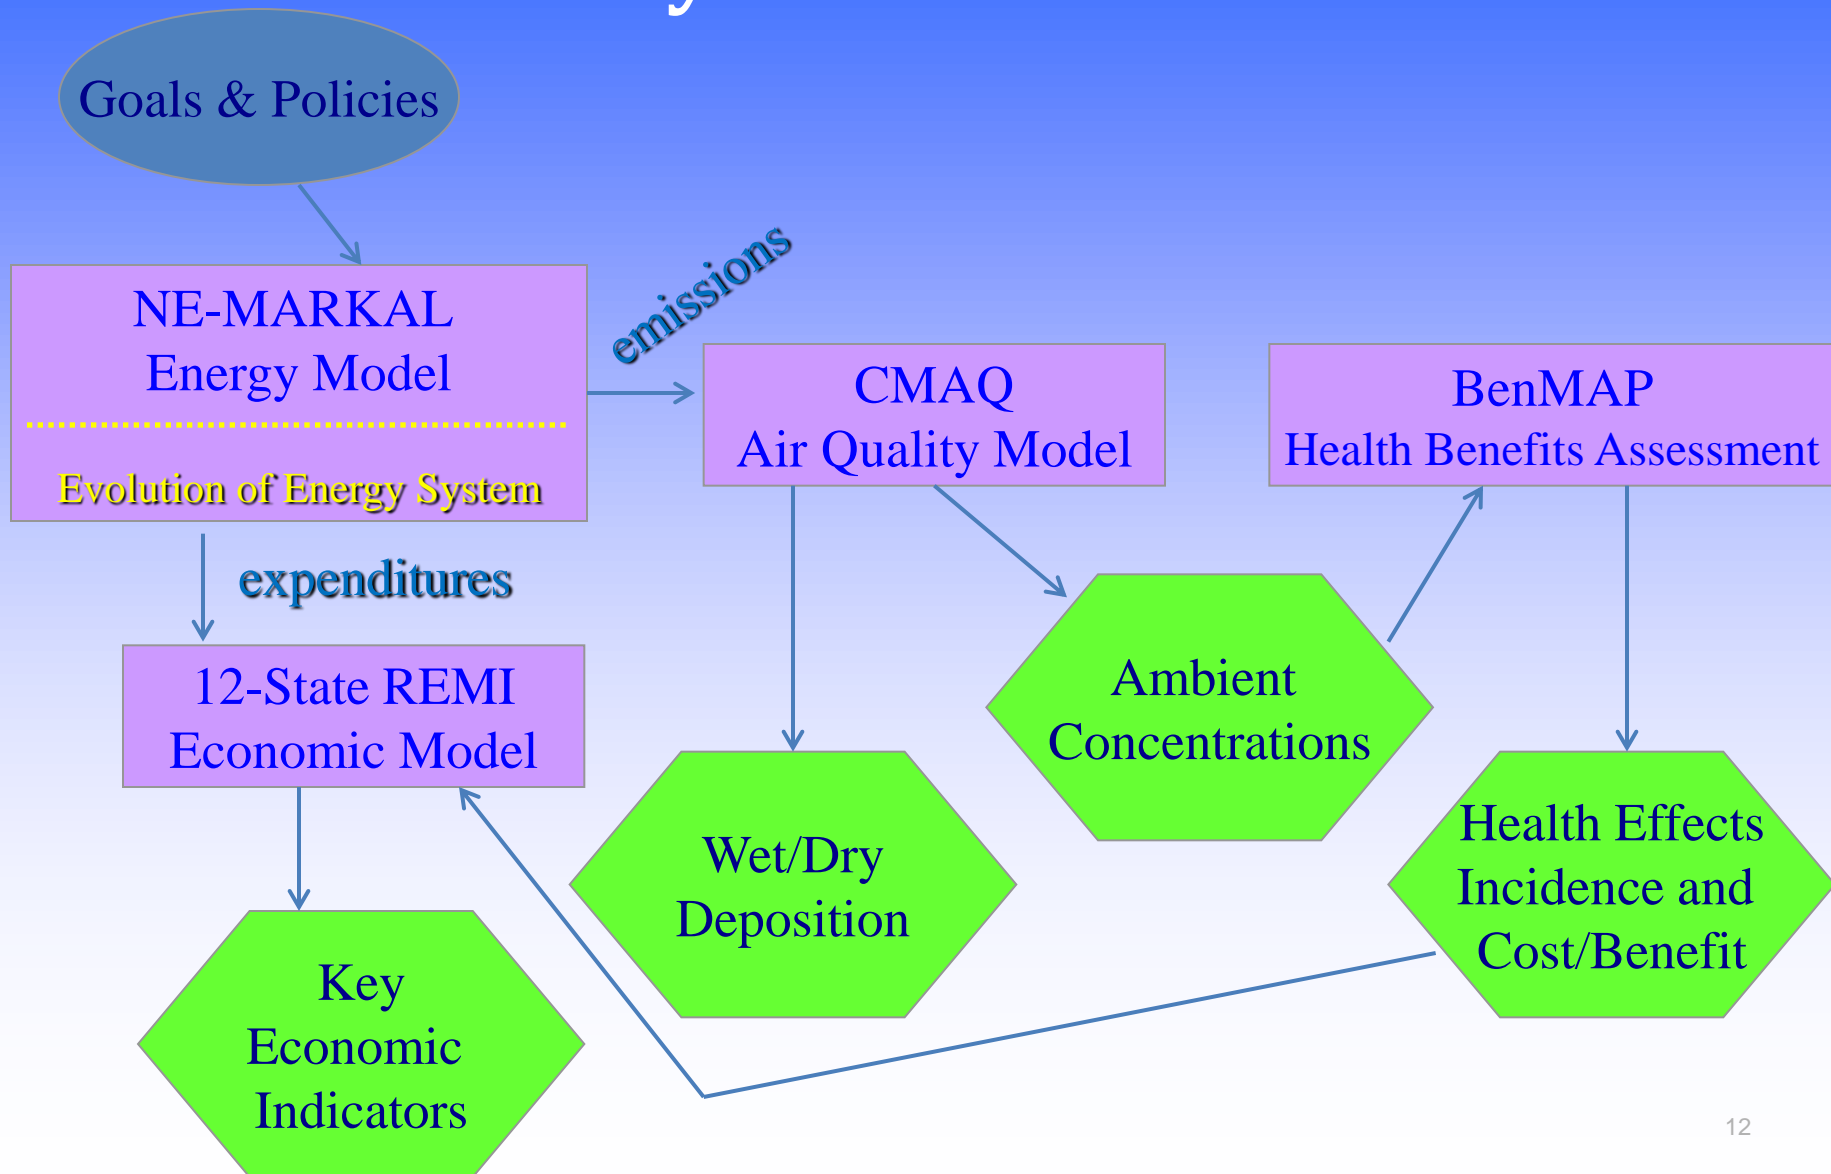 Goals & Policies
NE-MARKAL
Energy Model
Evolution of Energy System
emissions
CMAQ
Air Quality Model
BenMAP
Health Benefits Assessment
expenditures
12-State REMI
Economic Model
Ambient
Concentrations
Wet/Dry
Deposition
Health Effects
Incidence and
Cost/Benefit
Key
Economic
Indicators
12